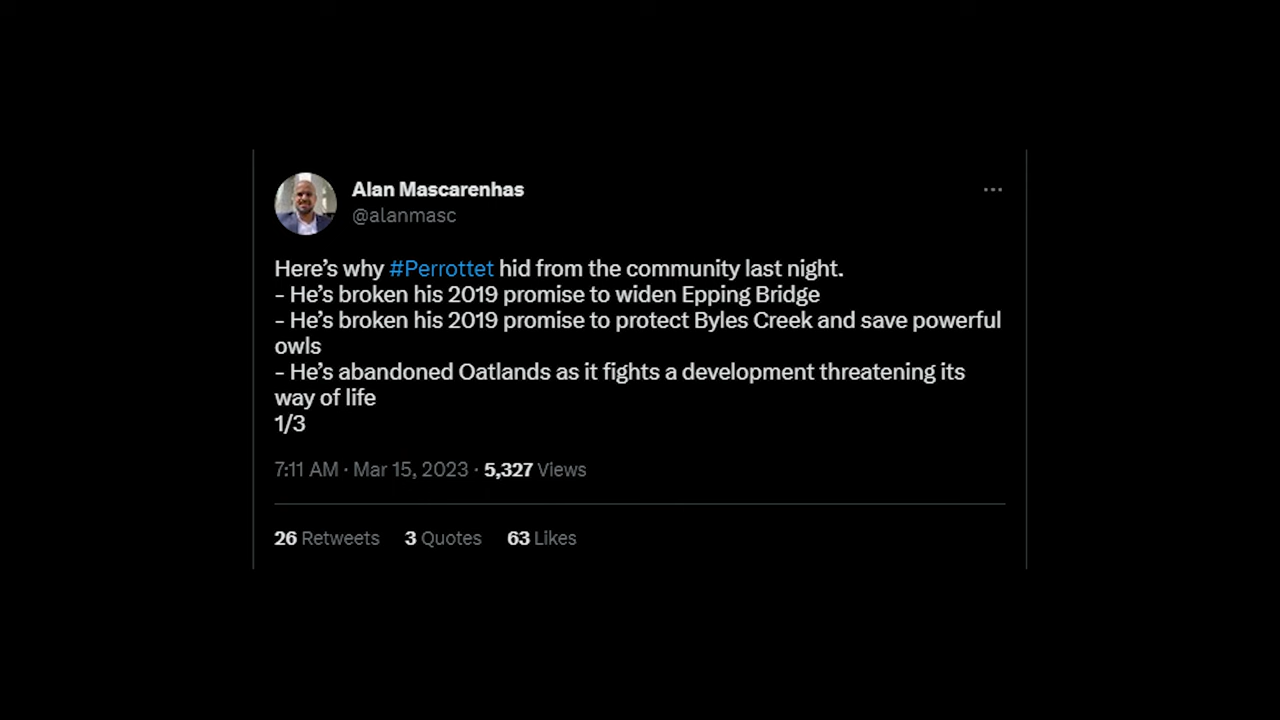 Alan Mascarenhas
@alanmasc
Here's why #Perrottet hid from the community last night.
- He's broken his 2019 promise to widen Epping Bridge
- He's broken his 2019 promise to protect Byles Creek and save powerful
owls
- He's abandoned Oatlands as it fights a development threatening its
way of life
1/3
7:11 AM · Mar 15, 2023 · 5,327 Views
26 Retweets 3 Quotes 63 Likes